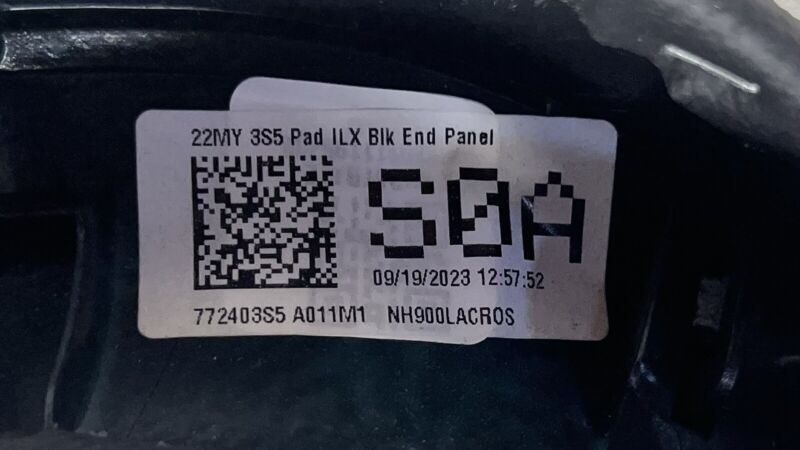 22MY 3S5 Pad ILX Blk End Panel
S0A
09/19/2023 12:57:52
772403S5 A011M1 NH900LACROS